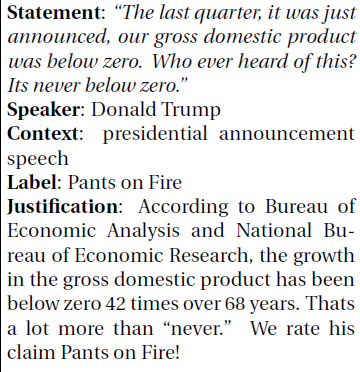 Statement: “The last quarter, it was just
announced, our gross domestic product
was below zero. Who ever heard of this?
Its never below zero.”
Speaker: Donald Trump
Context: presidential announcement
speech
Label: Pants on Fire
Justification: According to Bureau of
Economic Analysis and National Bu-
reau of Economic Research, the growth
in the gross domestic product has been
below zero 42 times over 68 years. Thats
a lot more than “never.” We rate his
claim Pants on Fire!